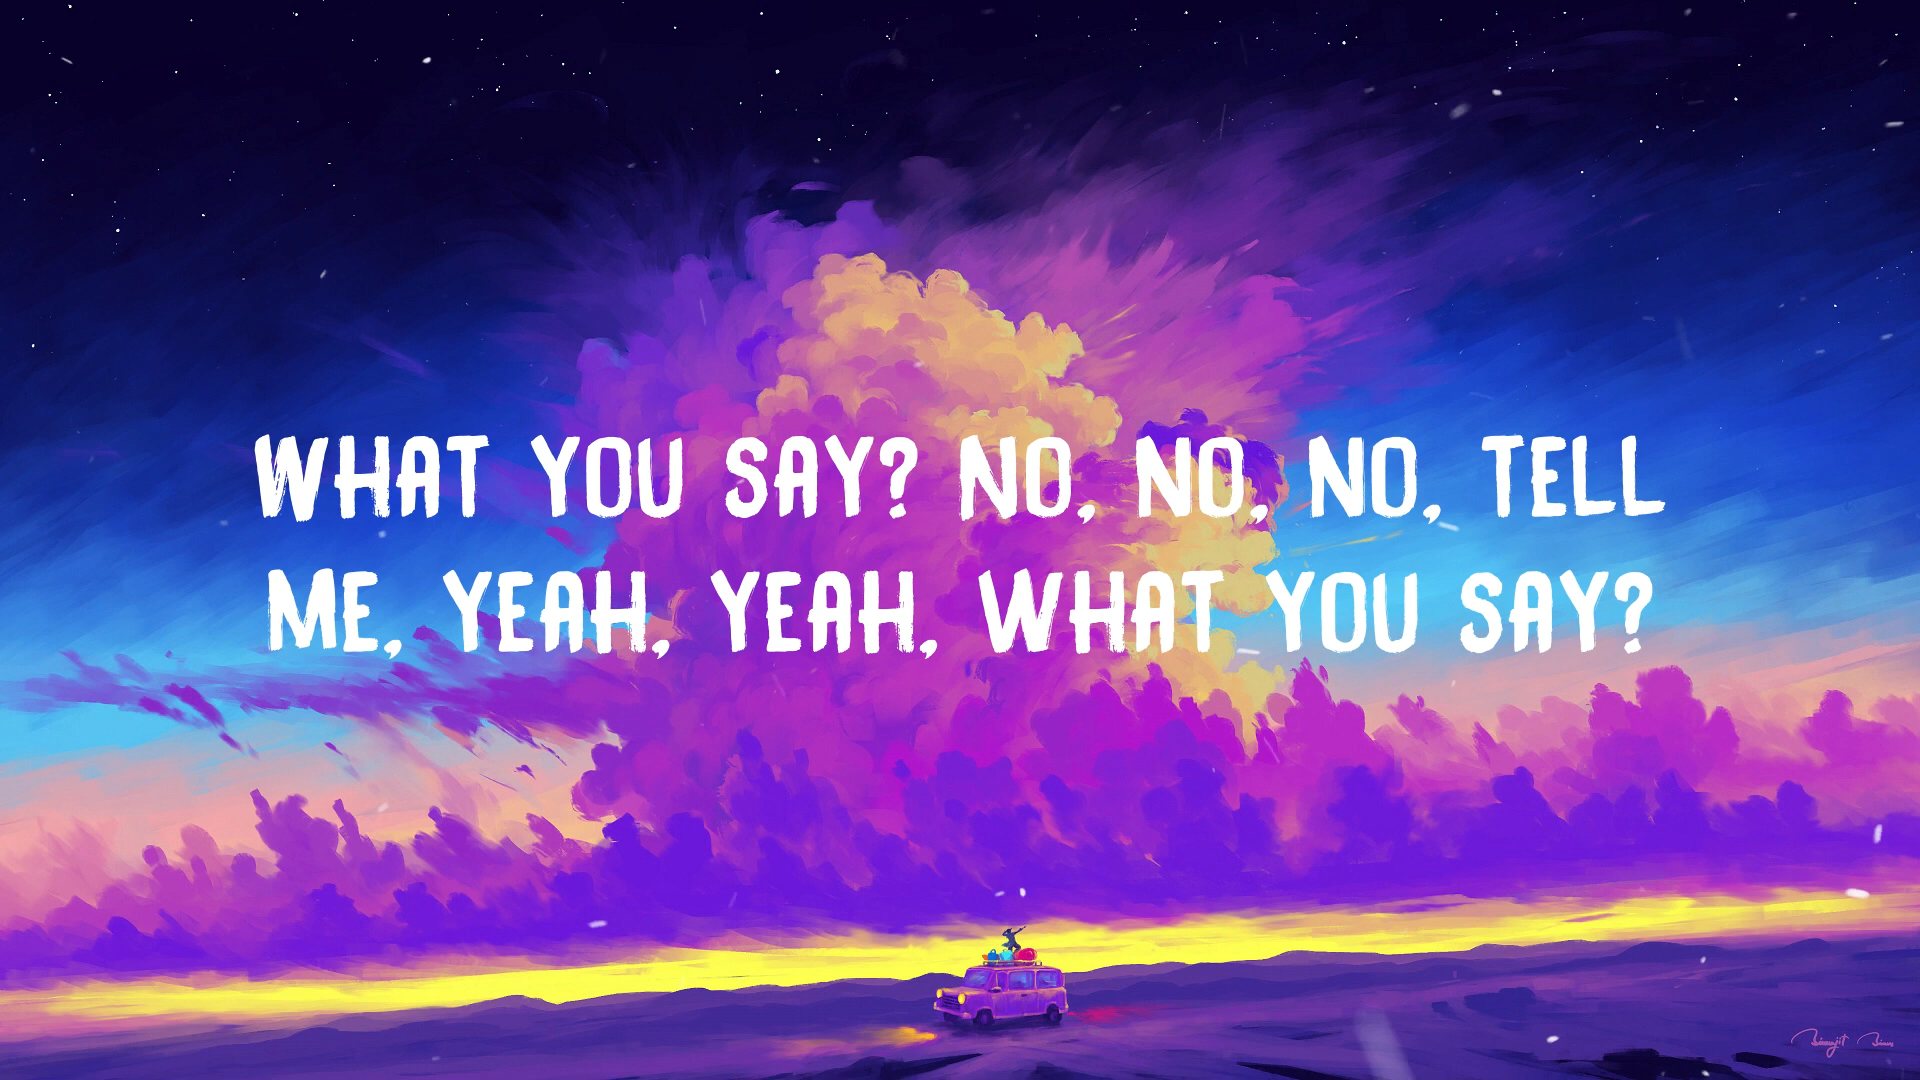 WHAT YOU SAY? NO, NO, NO, TELL
ME, YEAH, YEAH, WHAT YOU SAY?